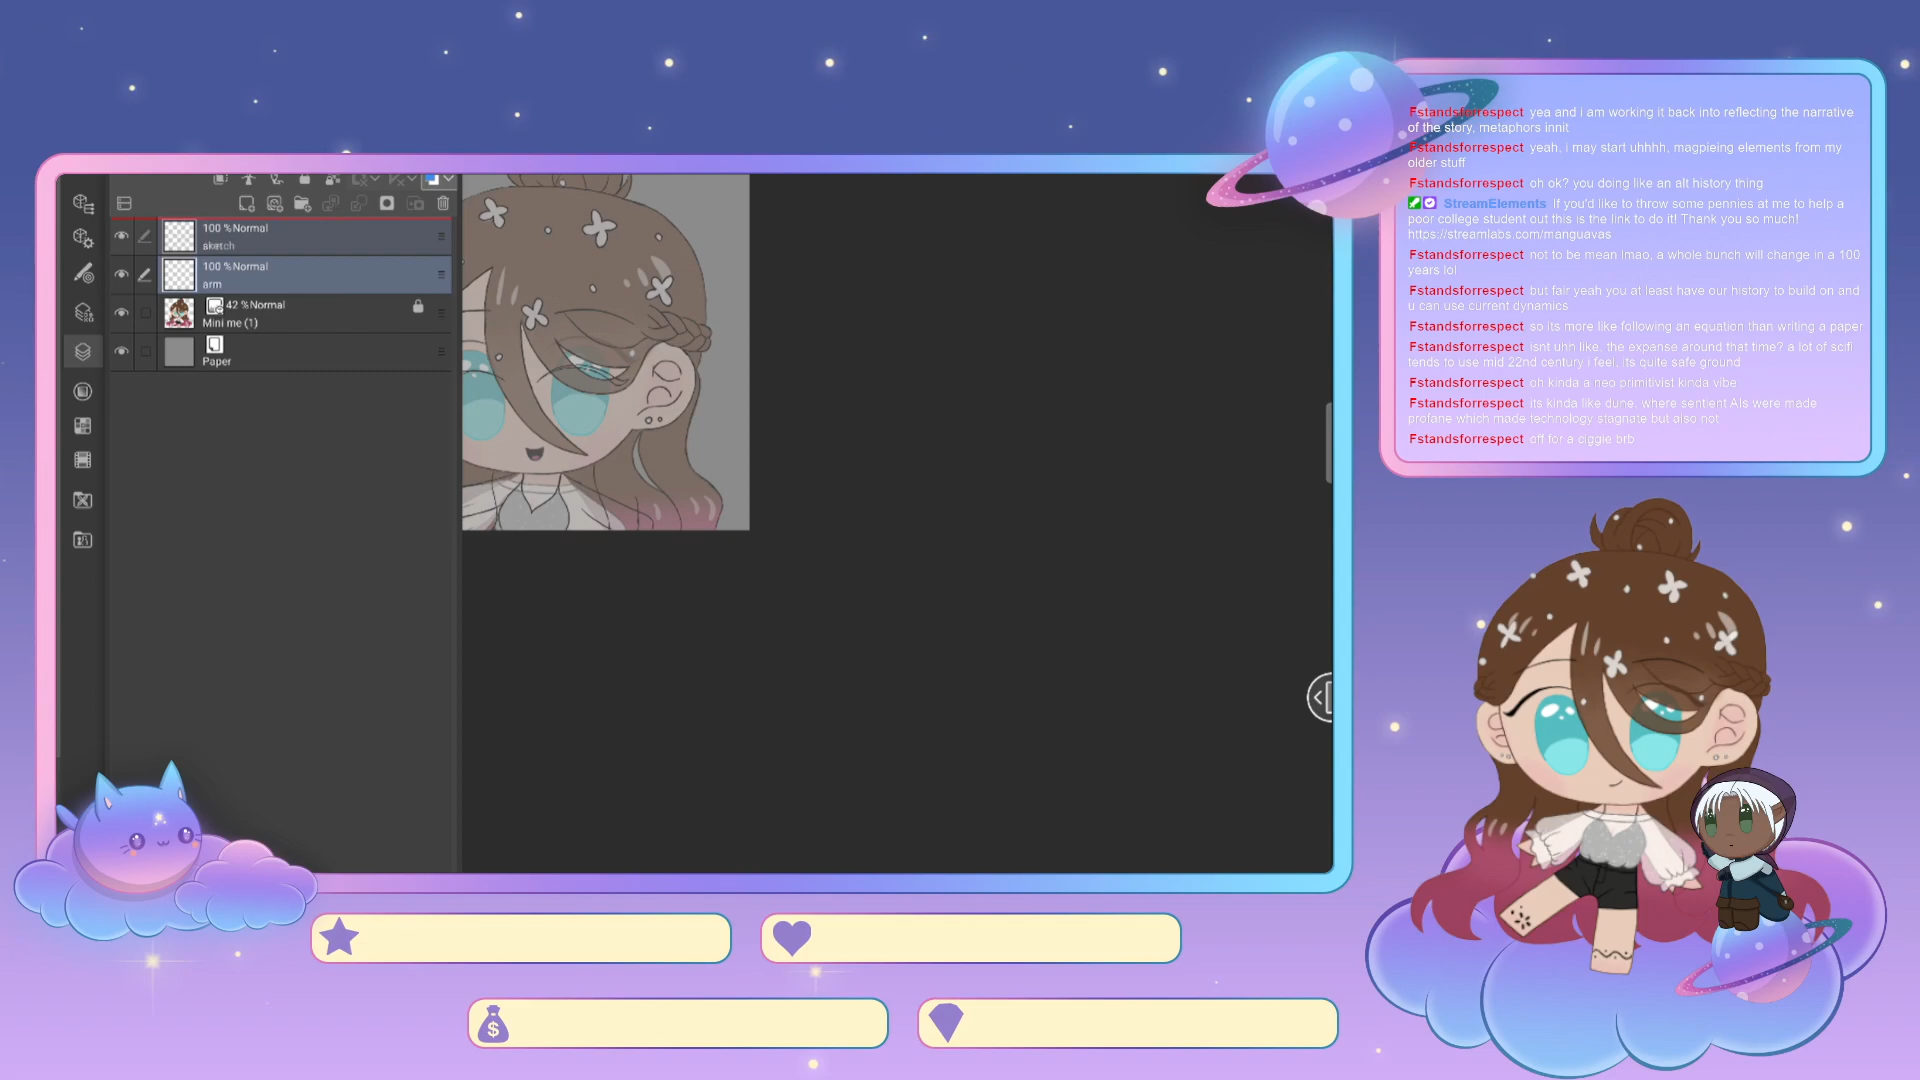 100 %Normal
sketch
100 %Normal
arm
42 %Normal
Mini me (1)
Paper
Fstandsforrespect yea and i am working it back into reflecting the narrative
of the story, metaphors innit
Fstandsforrespect yeah, i may start uhhhh, magpieing elements from my
older stuff
Fstandsforrespect oh ok? you doing like an alt history thing
StreamElements If you'd like to throw some pennies at me to help a
poor college student out this is the link to do it! Thank you so much!
https://streamlabs.com/manguavas
Fstandsforrespect not to be mean lmao, a whole bunch will change in a 100
years lol
Fstandsforrespect but fair yeah you at least have our history to build on and
u can use current dynamics
Fstandsforrespect so its more like following an equation than writing a paper
Fstandsforrespect isnt uhh like, the expanse around that time? a lot of scifi
tends to use mid 22nd century i feel, its quite safe ground
Fstandsforrespect oh kinda a neo primitivist kinda vibe
Fstandsforrespect its kinda like dune, where sentient AIs were made
profane which made technology stagnate but also not
Fstandsforrespect off for a ciggie brb
$